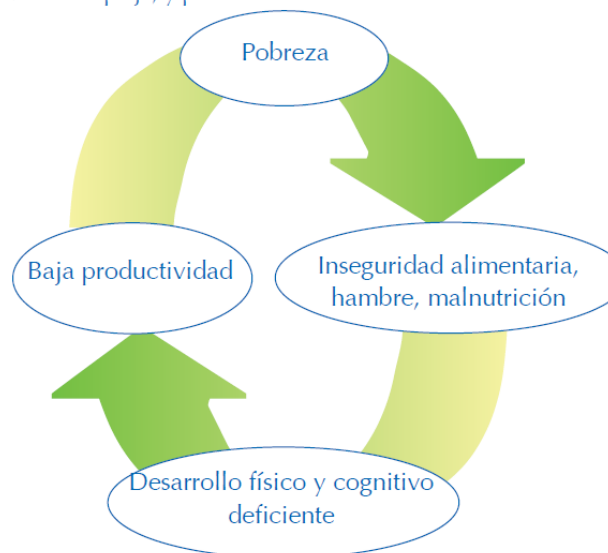 Pobreza
Inseguridad alimentaria,
hambre, malnutrición
Baja productividad
Desarrollo físico y cognitivo
deficiente